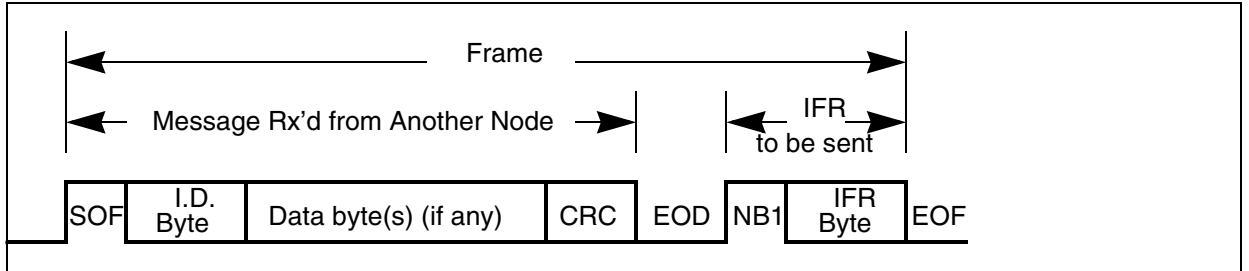 Frame
Message Rx'd from Another Node
IFR
to be sent
SOF
I.D.
Byte
Data byte(s) (if any)
CRC
EOD
NB1
IFR
Byte
EOF